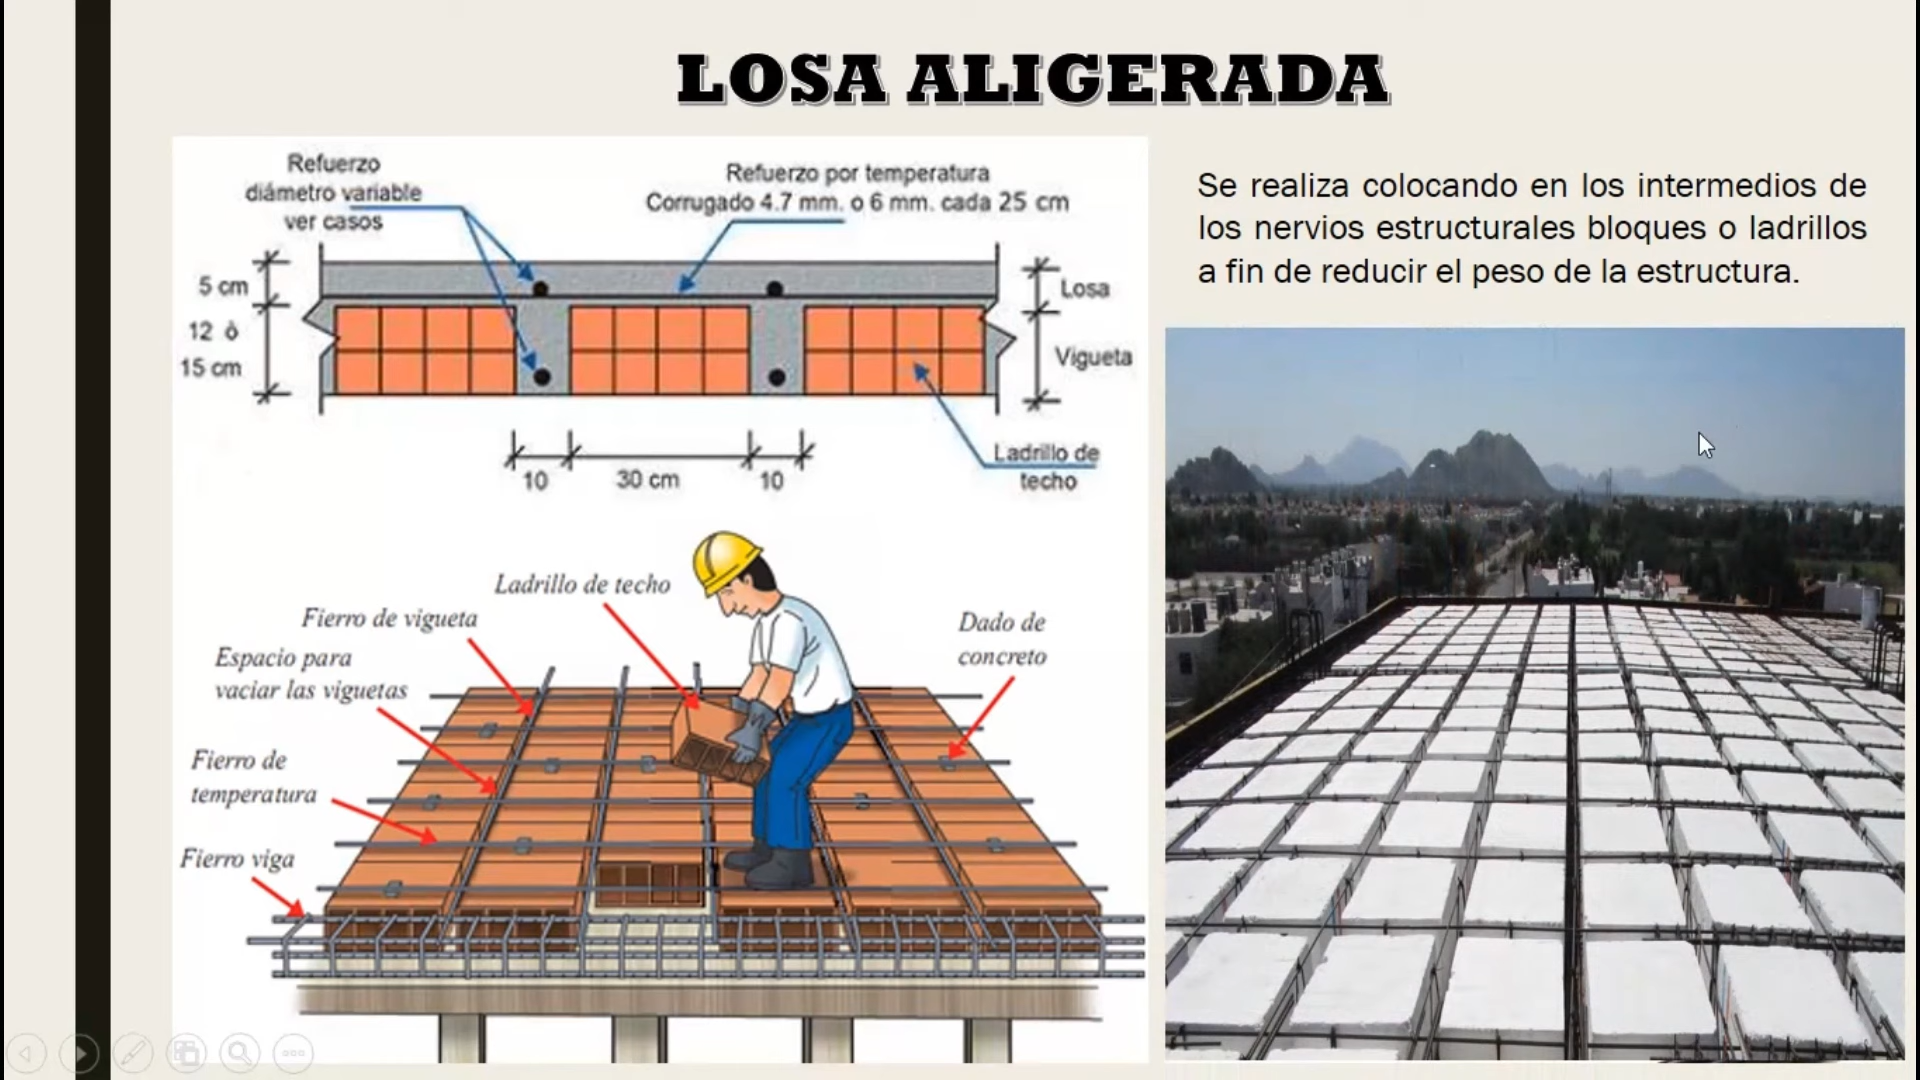 LOSA ALIGERADA
Refuerzo
diámetro variable
ver casos
Refuerzo por temperatura
Corrugado 4.7 mm. o 6 mm. cada 25 cm
5 cm
12 ò
15 cm
Losa
Vigueta
10
30 cm
10
Ladrillo de
techo
Se realiza colocando en los intermedios de
los nervios estructurales bloques o ladrillos
a fin de reducir el peso de la estructura.
Ladrillo de techo
Fierro de vigueta
Espacio para
vaciar las viguetas
Fierro de
temperatura
Fierro viga
Dado de
concreto